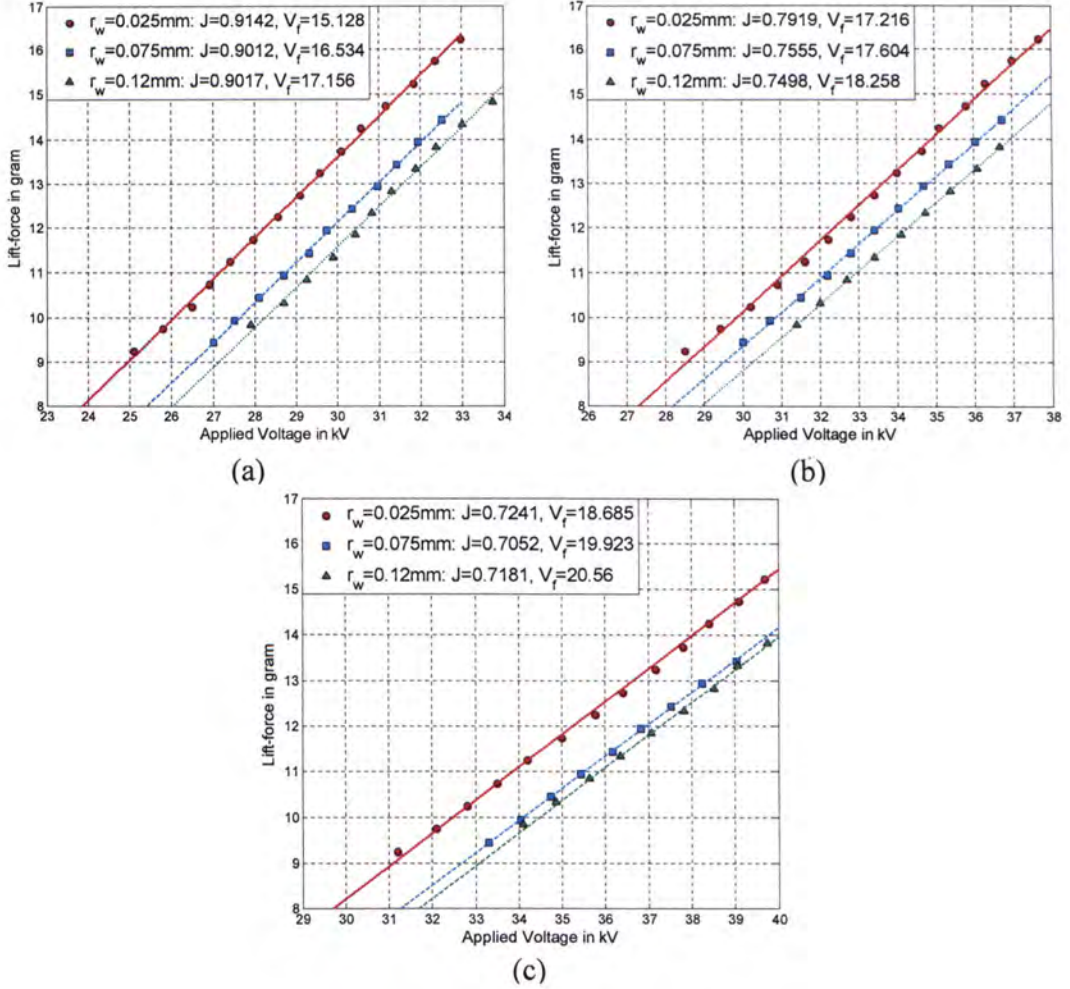 17
16
15
14
13
12
11
10
9
8
Lift-force in gram
r_w=0.025mm: J=0.9142, V_f=15.128
r_w=0.075mm: J=0.9012, V_f=16.534
r_w=0.12mm: J=0.9017, V_f=17.156
23 24 25 26 27 28 29 30 31 32 33 34
Applied Voltage in kV
(a)
17
16
15
14
13
12
11
10
9
8
Lift-force in gram
r_w=0.025mm: J=0.7919, V_f=17.216
r_w=0.075mm: J=0.7555, V_f=17.604
r_w=0.12mm: J=0.7498, V_f=18.258
26 27 28 29 30 31 32 33 34 35 36 37 38
Applied Voltage in kV
(b)
17
16
15
14
13
12
11
10
9
8
Lift-force in gram
r_w=0.025mm: J=0.7241, V_f=18.685
r_w=0.075mm: J=0.7052, V_f=19.923
r_w=0.12mm: J=0.7181, V_f=20.56
29 30 31 32 33 34 35 36 37 38 39 40
Applied Voltage in kV
(c)